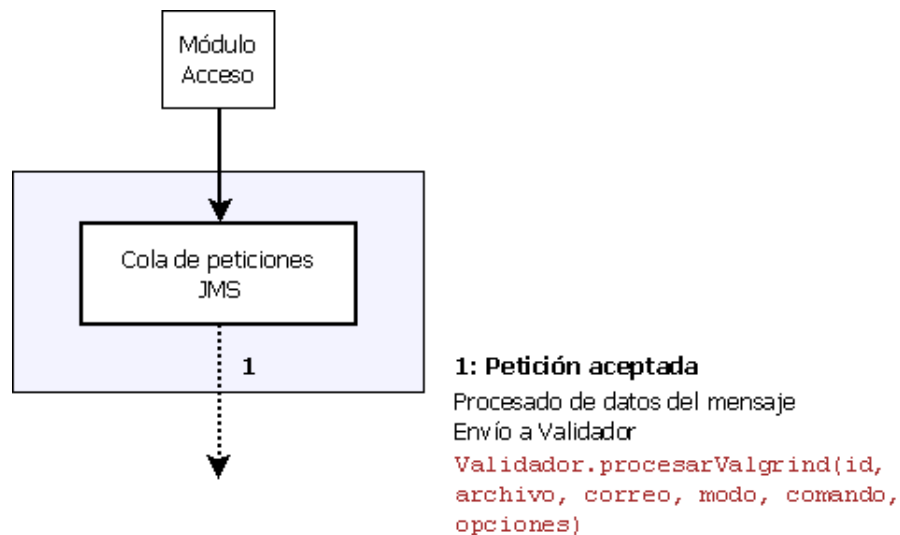 Módulo
Acceso
Cola de peticiones
JMS
1
1: Petición aceptada
Procesado de datos del mensaje
Envío a Validador
Validador.procesarValgrind(id,
archivo, correo, modo, comando,
opciones)